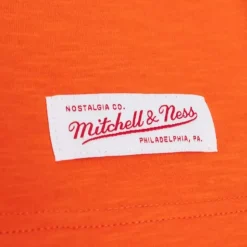 NOSTALGIA CO.
Mitchell & Ness
PHILADELPHIA, PA.